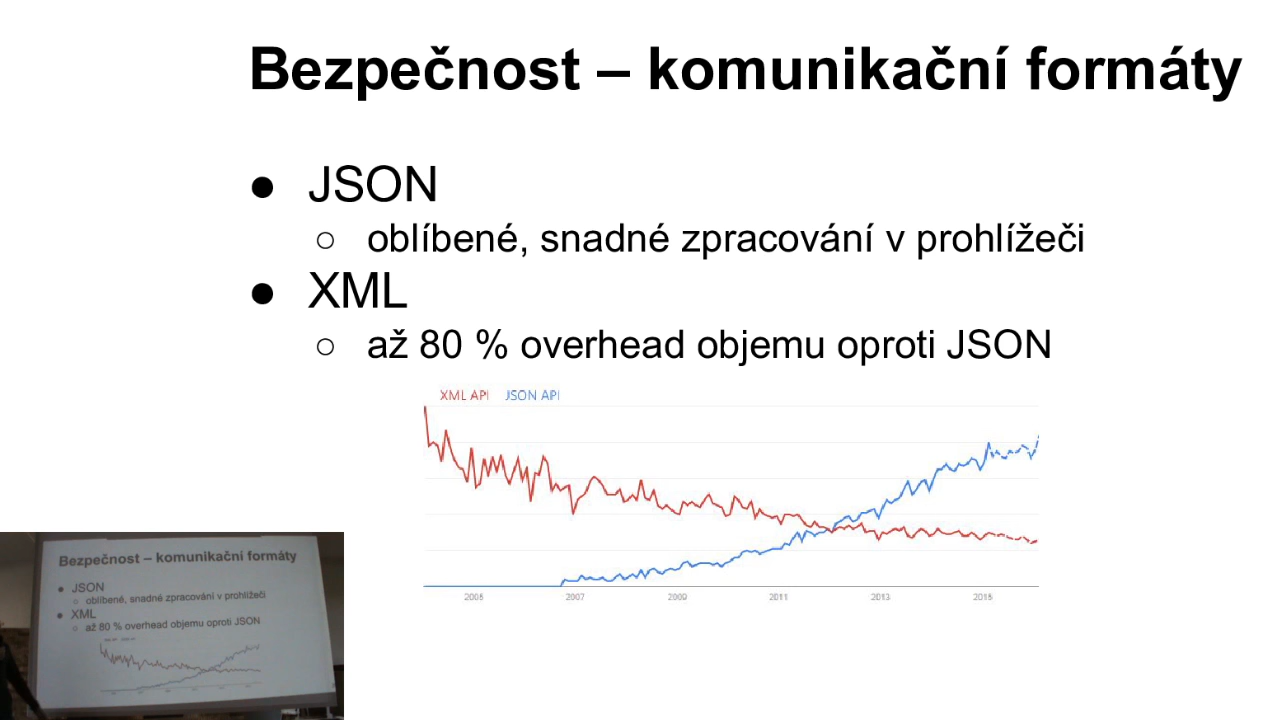 Bezpečnost – komunikační formáty
● JSON
○ oblíbené, snadné zpracování v prohlížeči
● XML
○ až 80 % overhead objemu oproti JSON
XML API JSON API
2005 2007 2009 2011 2013 2015
Bezpečnost – komunikační formáty
● JSON
○ oblíbené, snadné zpracování v prohlížeči
● XML
○ až 80 % overhead objemu oproti JSON